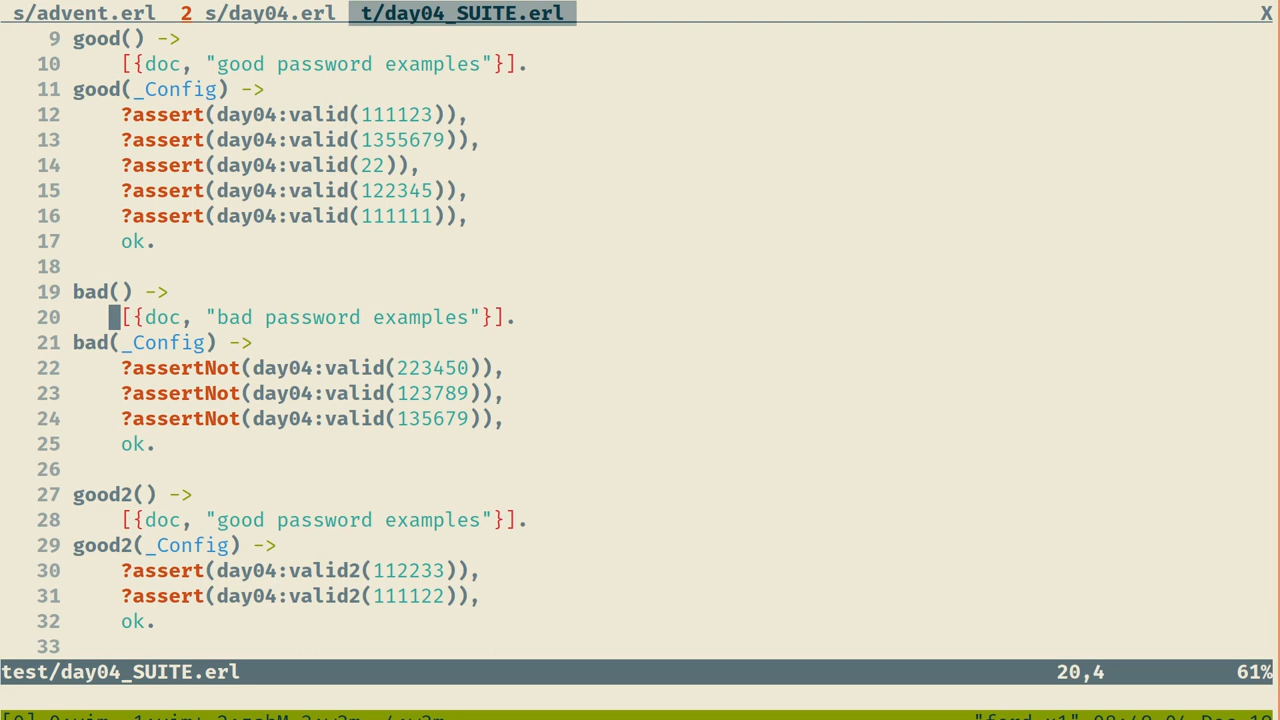 s/advent.erl 2 s/day04.erl t/day04_SUITE.erl X
9 good() ->
10 [{doc, "good password examples"}].
11 good(_Config) ->
12 ?assert(day04:valid(111123)),
13 ?assert(day04:valid(1355679)),
14 ?assert(day04:valid(22)),
15 ?assert(day04:valid(122345)),
16 ?assert(day04:valid(111111)),
17 ok.
18
19 bad() ->
20 [{doc, "bad password examples"}].
21 bad(_Config) ->
22 ?assertNot(day04:valid(223450)),
23 ?assertNot(day04:valid(123789)),
24 ?assertNot(day04:valid(135679)),
25 ok.
26
27 good2() ->
28 [{doc, "good password examples"}].
29 good2(_Config) ->
30 ?assert(day04:valid2(112233)),
31 ?assert(day04:valid2(111122)),
32 ok.
33
test/day04_SUITE.erl 20,4 61%